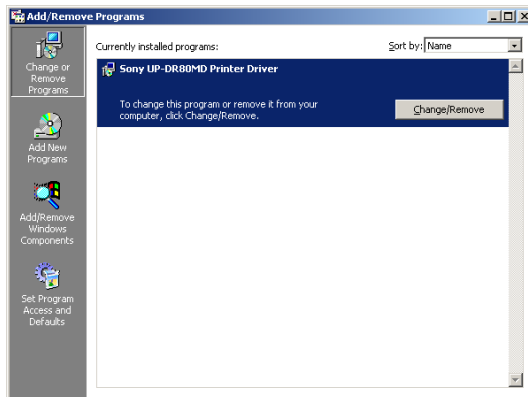 Add/Remove Programs
Change or
Remove
Programs
Add New
Programs
Add/Remove
Windows
Components
Set Program
Access and
Defaults
Currently installed programs:
Sort by: Name
Sony UP-DR80MD Printer Driver
To change this program or remove it from your
computer, click Change/Remove.
Change/Remove